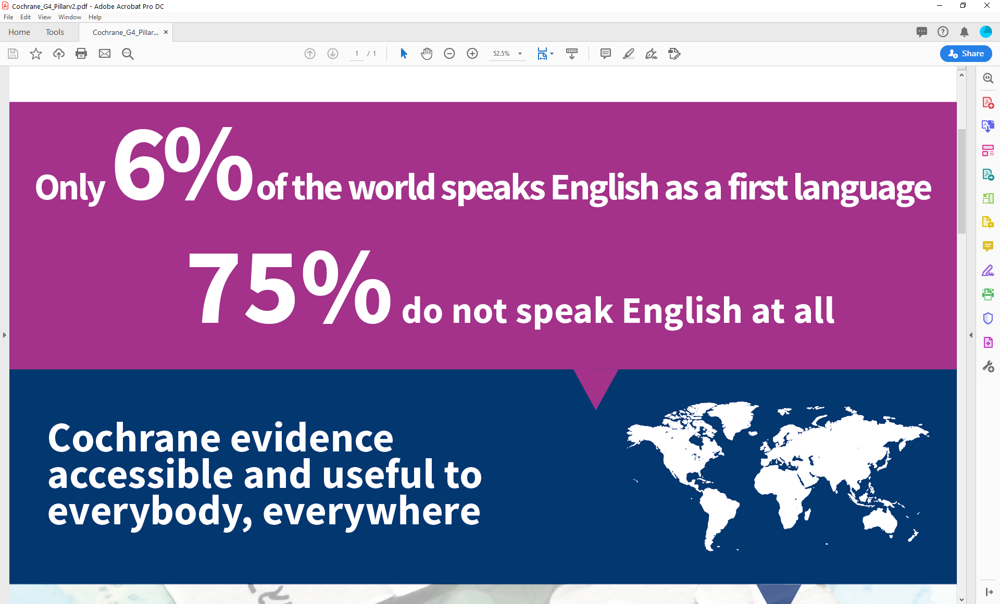 Cochrane_G4_Pillarv2.pdf - Adobe Acrobat Pro DC
File Edit View Window Help
Home Tools Cochrane_G4_Pillar...
1 / 1 52.5% Share
Only 6% of the world speaks English as a first language
75% do not speak English at all
Cochrane evidence
accessible and useful to
everybody, everywhere